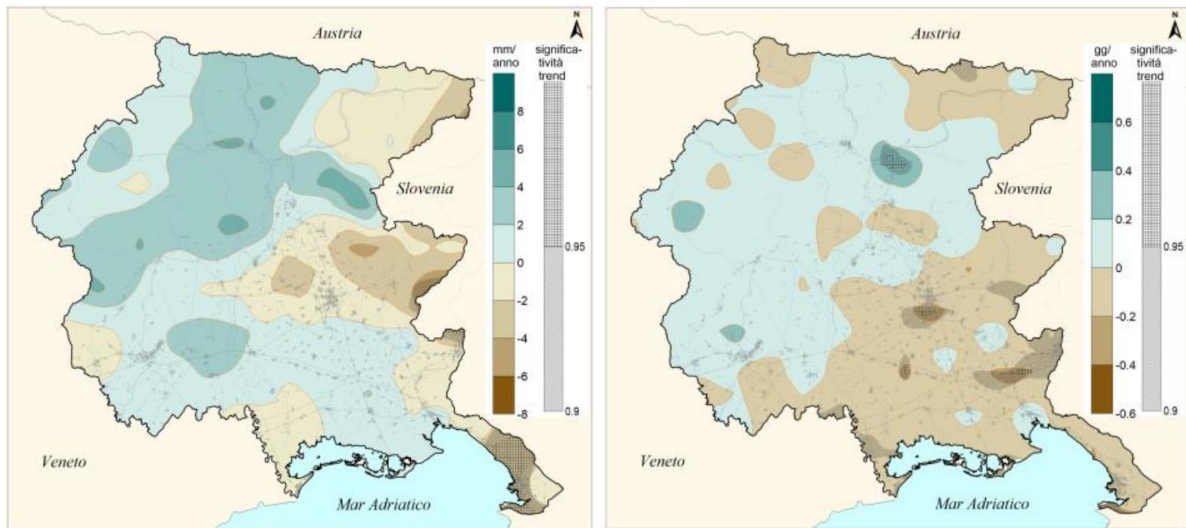 Austria
N
mm/
anno
significa-
tività
trend
8
6
4
2
0
-2
-4
-6
-8
0.95
0.9
Slovenia
Veneto
Mar Adriatico
Austria
N
gg/
anno
significa-
tività
trend
0.6
0.4
0.2
0
-0.2
-0.4
-0.6
0.95
0.9
Slovenia
Veneto
Mar Adriatico